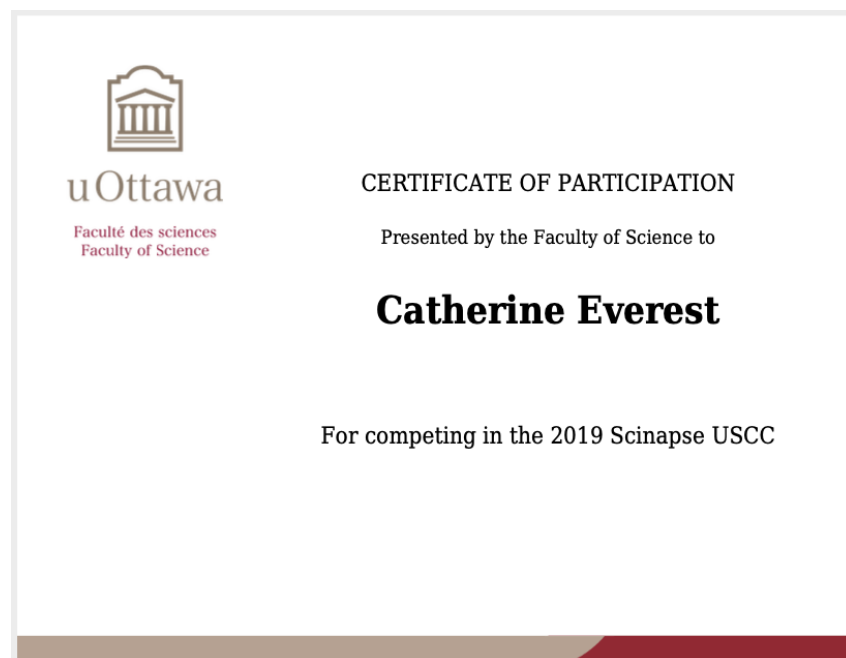 uOttawa
Faculté des sciences
Faculty of Science
CERTIFICATE OF PARTICIPATION
Presented by the Faculty of Science to
Catherine Everest
For competing in the 2019 Scinapse USCC